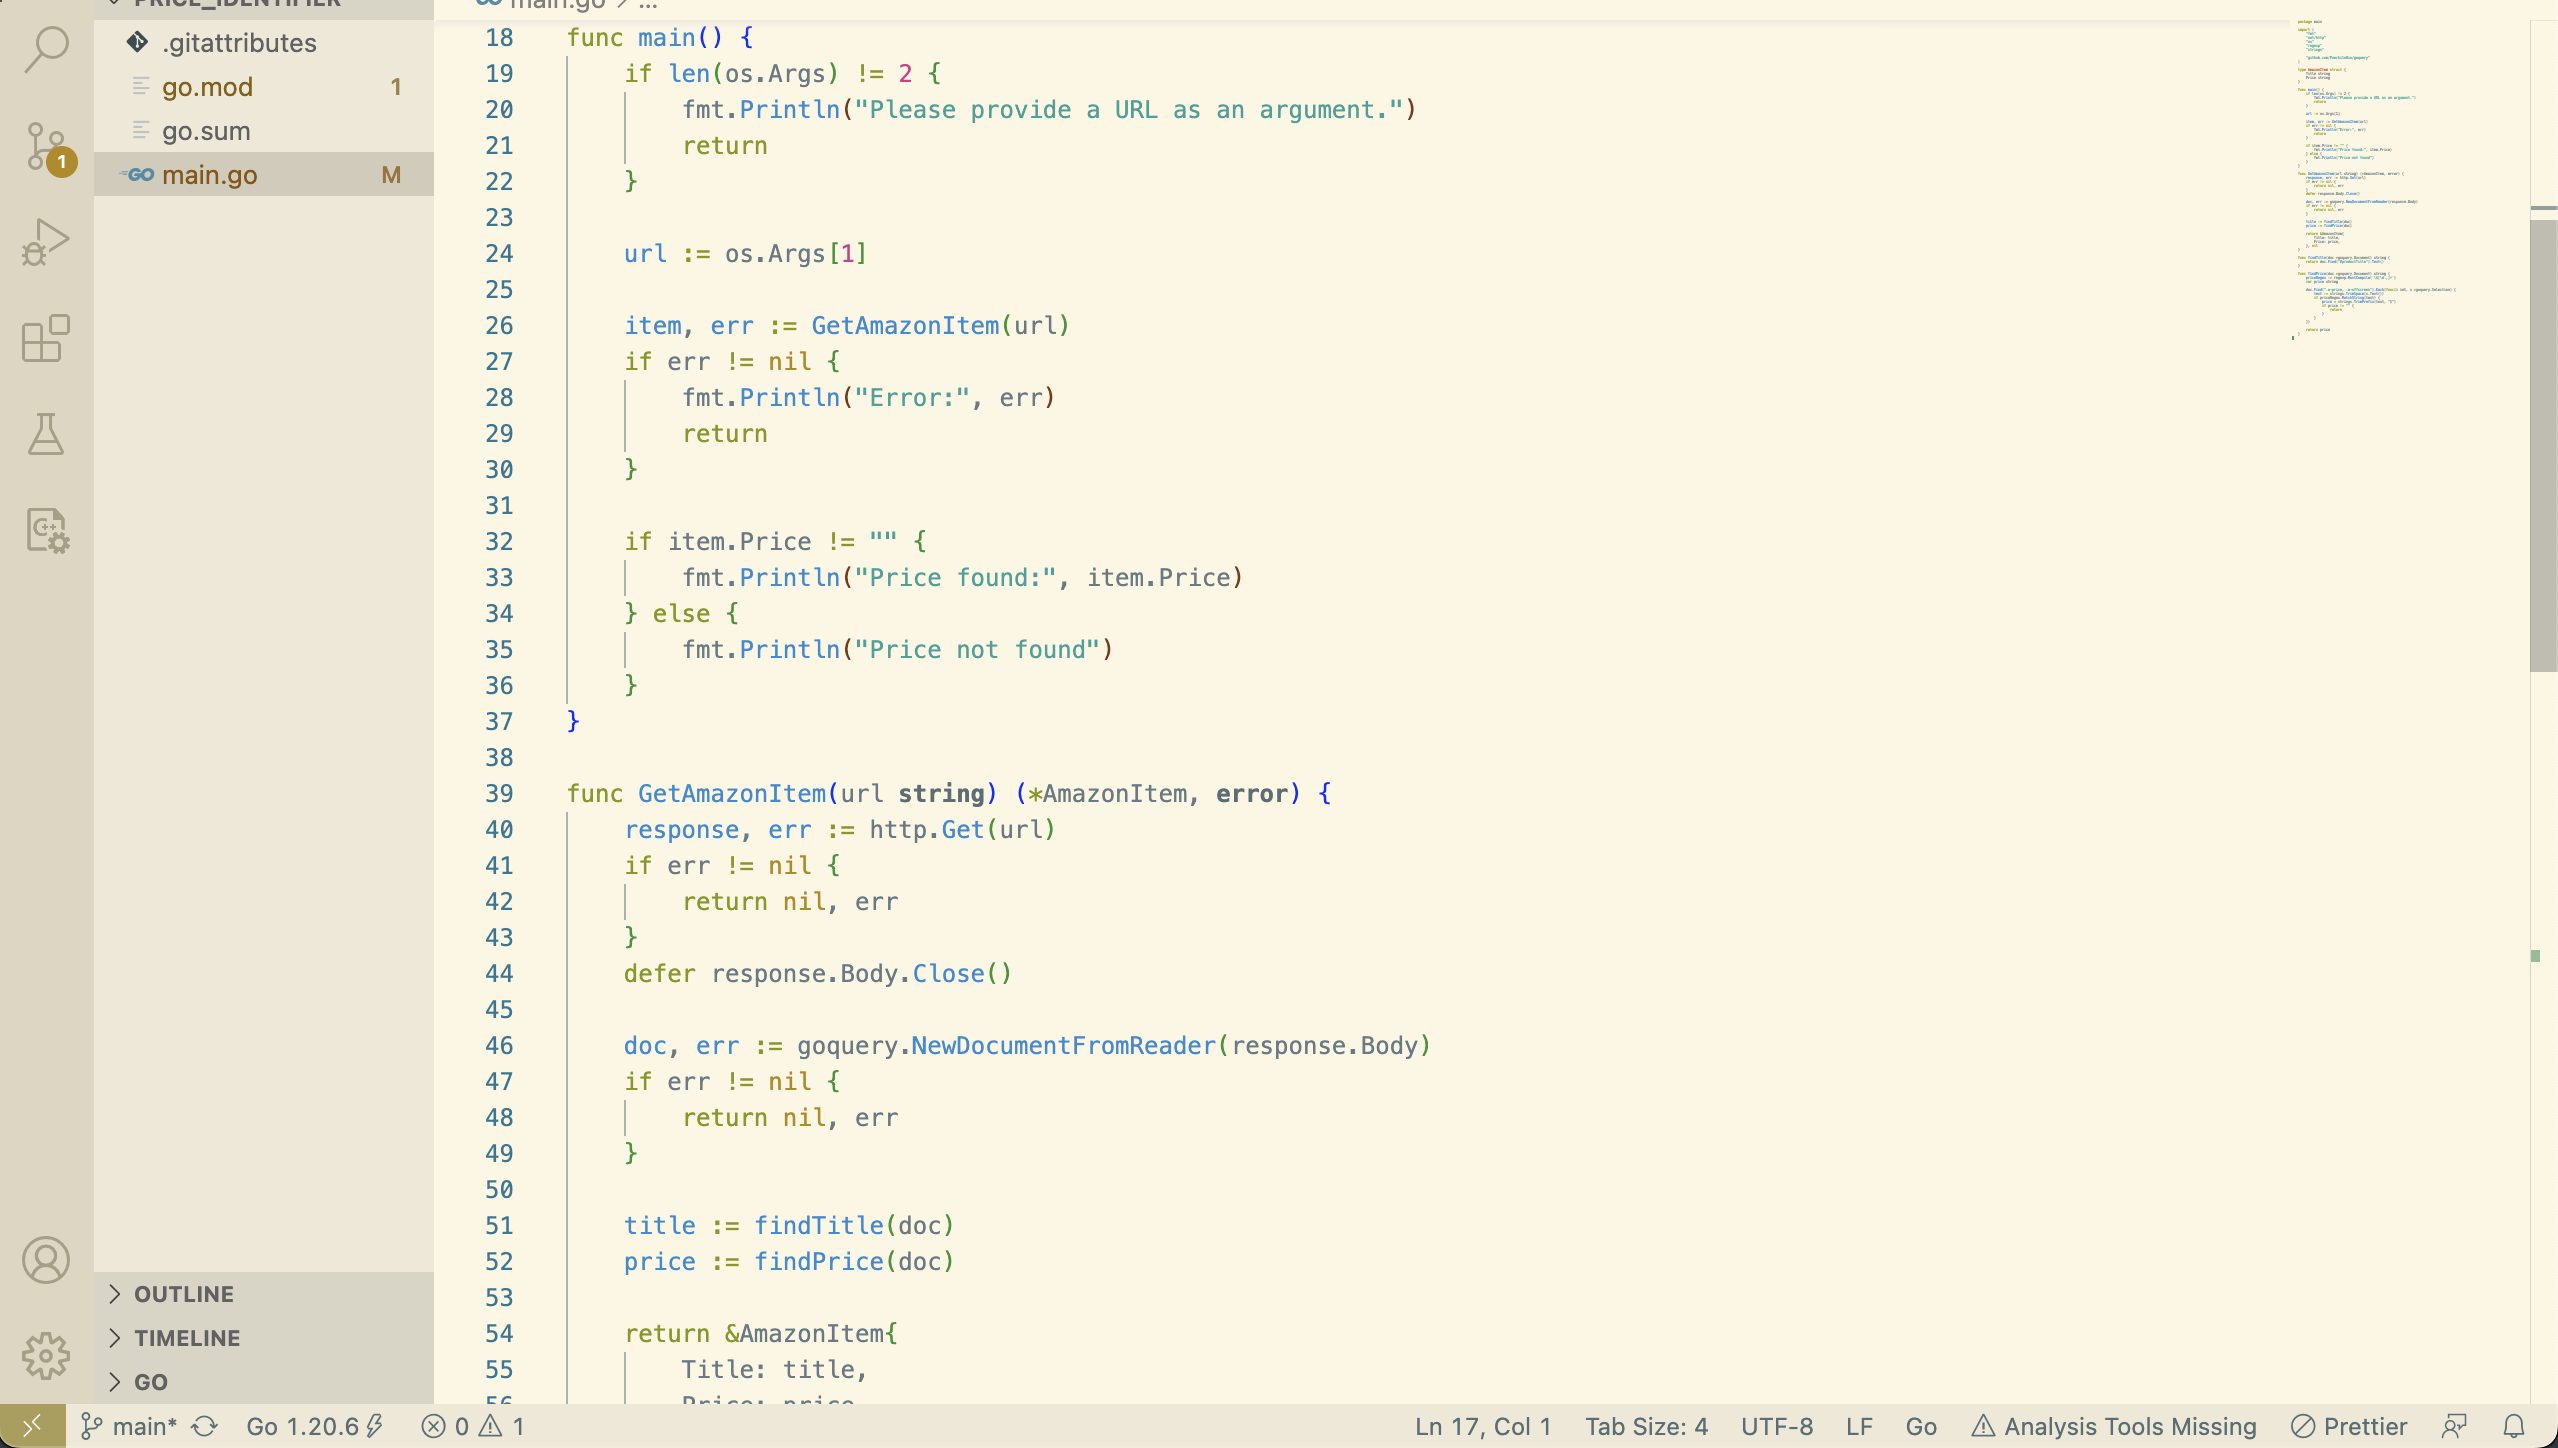 PRICE_IDENTIFIER
.gitattributes
go.mod 1
go.sum
GO main.go M
1
OUTLINE
TIMELINE
GO
main.go > ...
18 func main() {
19 if len(os.Args) != 2 {
20 fmt.Println("Please provide a URL as an argument.")
21 return
22 }
23
24 url := os.Args[1]
25
26 item, err := GetAmazonItem(url)
27 if err != nil {
28 fmt.Println("Error:", err)
29 return
30 }
31
32 if item.Price != "" {
33 fmt.Println("Price found:", item.Price)
34 } else {
35 fmt.Println("Price not found")
36 }
37 }
38
39 func GetAmazonItem(url string) (*AmazonItem, error) {
40 response, err := http.Get(url)
41 if err != nil {
42 return nil, err
43 }
44 defer response.Body.Close()
45
46 doc, err := goquery.NewDocumentFromReader(response.Body)
47 if err != nil {
48 return nil, err
49 }
50
51 title := findTitle(doc)
52 price := findPrice(doc)
53
54 return &AmazonItem{
55 Title: title,
56 Price: price
main* Go 1.20.6 0 1 Ln 17, Col 1 Tab Size: 4 UTF-8 LF Go Analysis Tools Missing Prettier